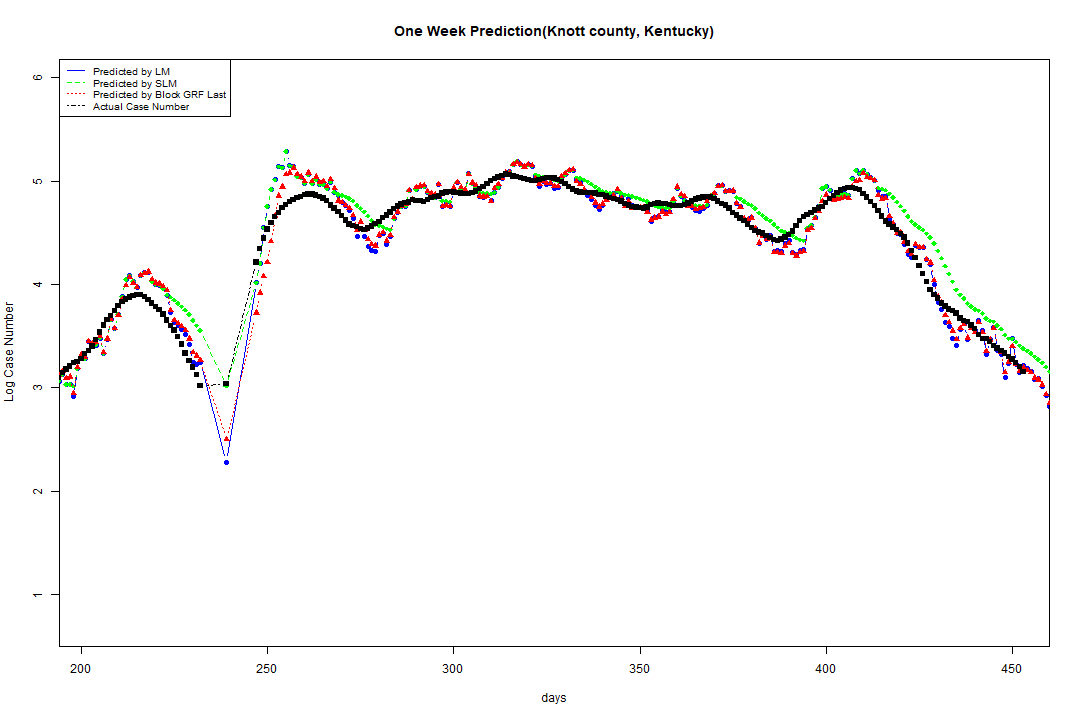 One Week Prediction(Knott county, Kentucky)
Predicted by LM
Predicted by SLM
Predicted by Block GRF Last
Actual Case Number
6
5
4
3
2
1
Log Case Number
200 250 300 350 400 450
days